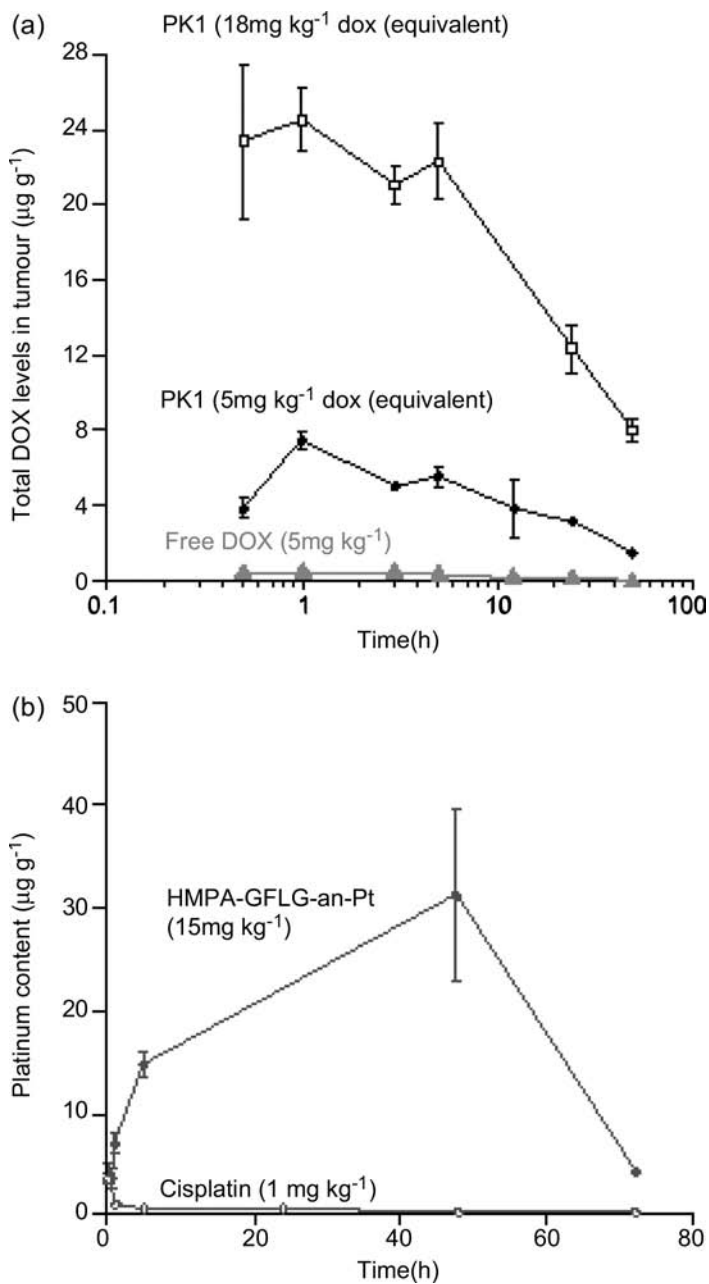 (a)
PK1 (18mg kg⁻¹ dox (equivalent)
28
24
20
16
12
8
4
0
Total DOX levels in tumour (µg g⁻¹)
PK1 (5mg kg⁻¹ dox (equivalent)
Free DOX (5mg kg⁻¹)
0.1
1
10
100
Time(h)
(b)
50
40
30
20
10
0
Platinum content (µg g⁻¹)
HMPA-GFLG-an-Pt
(15mg kg⁻¹)
Cisplatin (1 mg kg⁻¹)
0
20
40
60
80
Time(h)